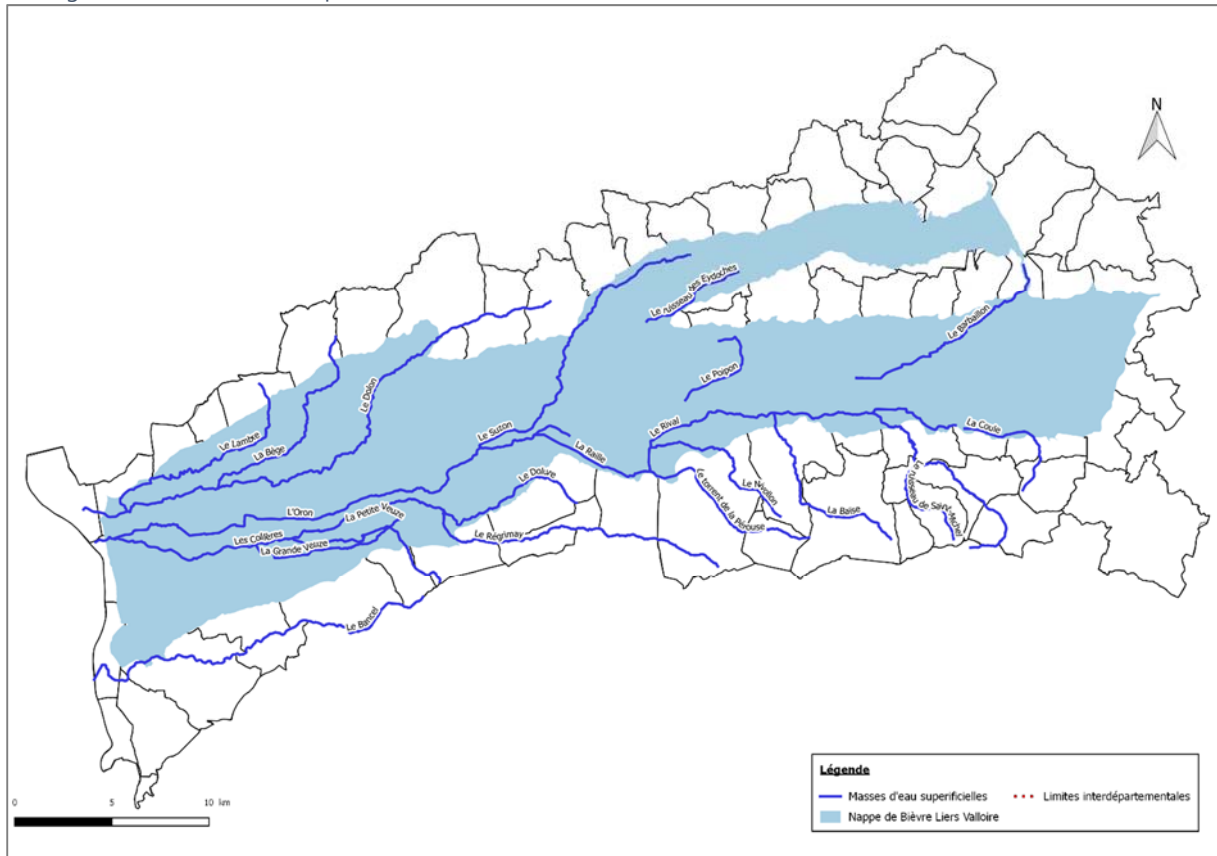 N
Le ruisseau des Eydoches
Le Barbaillon
Le Dolon
Le Poipon
Le Lambre
La Bège
Le Suzon
Le Rival
La Coule
La Raille
Le Dolure
Le Nivollon
Le torrent de la Pérouse
La Baïse
Le ruisseau de Saint-Michel
L'Oron
La Petite Veuze
Les Collières
La Grande Veuze
Le Régrimay
Le Bancel
0 5 10 km
Légende
Masses d'eau superificielles
Limites interdépartementales
Nappe de Bièvre Liers Valloire